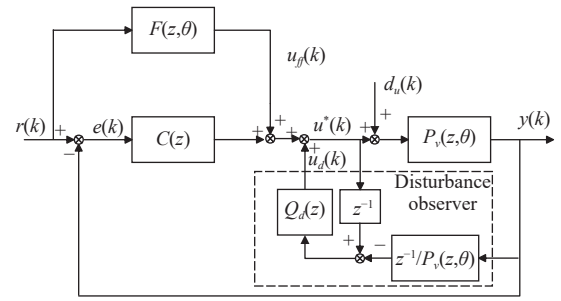 F(z,θ)
u_ff(k)
d_u(k)
r(k) + e(k) C(z) + + + u*(k) + + P_v(z,θ) y(k)
− + u_d(k)
Disturbance
observer
Q_d(z) z⁻¹
+ − z⁻¹/P_v(z,θ)